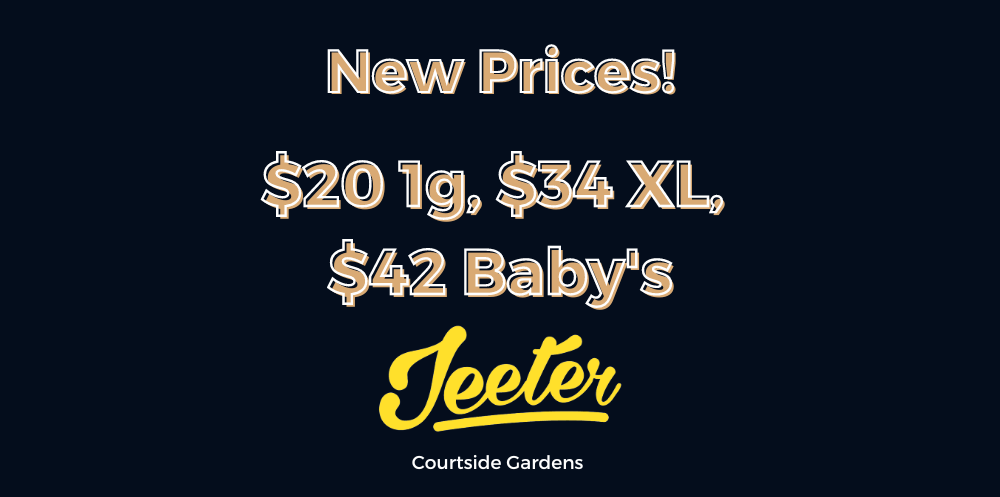 New Prices!
$20 1g, $34 XL,
$42 Baby's
Jeeter
Courtside Gardens